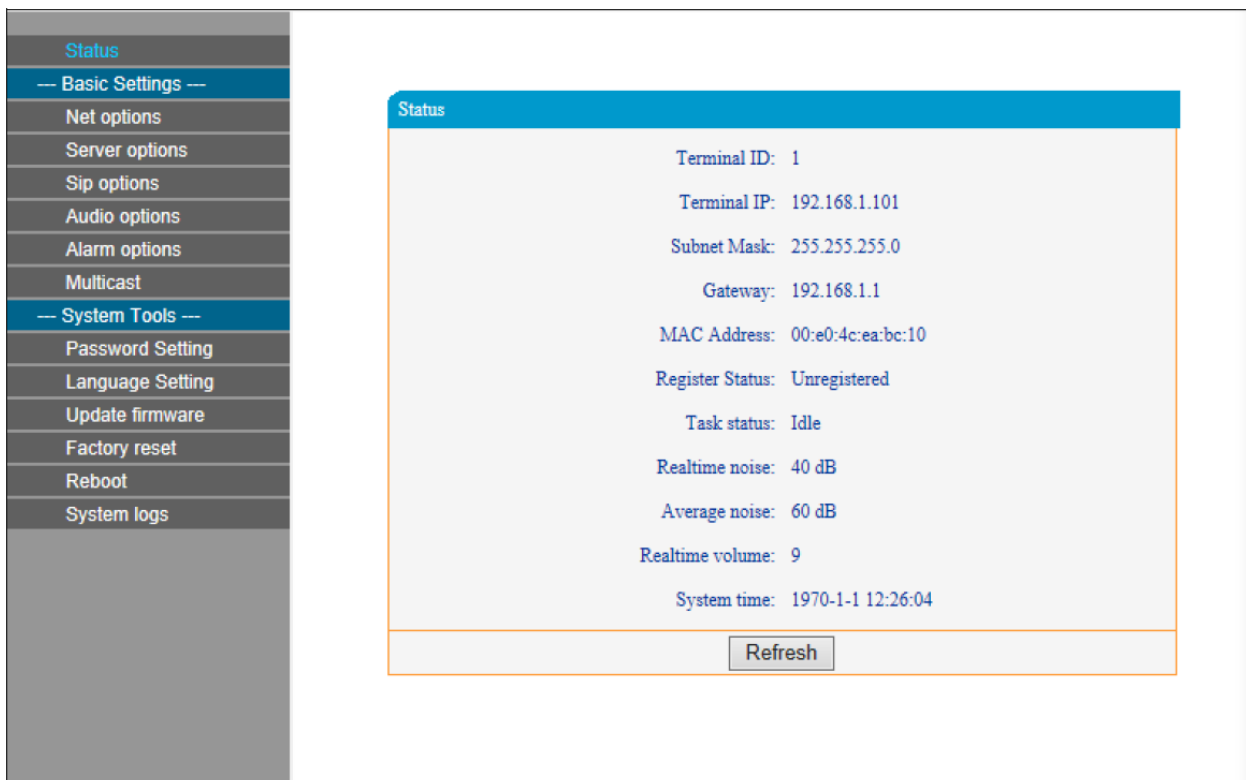 Status
--- Basic Settings ---
Net options
Server options
Sip options
Audio options
Alarm options
Multicast
--- System Tools ---
Password Setting
Language Setting
Update firmware
Factory reset
Reboot
System logs
Status
Terminal ID: 1
Terminal IP: 192.168.1.101
Subnet Mask: 255.255.255.0
Gateway: 192.168.1.1
MAC Address: 00:e0:4c:ea:bc:10
Register Status: Unregistered
Task status: Idle
Realtime noise: 40 dB
Average noise: 60 dB
Realtime volume: 9
System time: 1970-1-1 12:26:04
Refresh